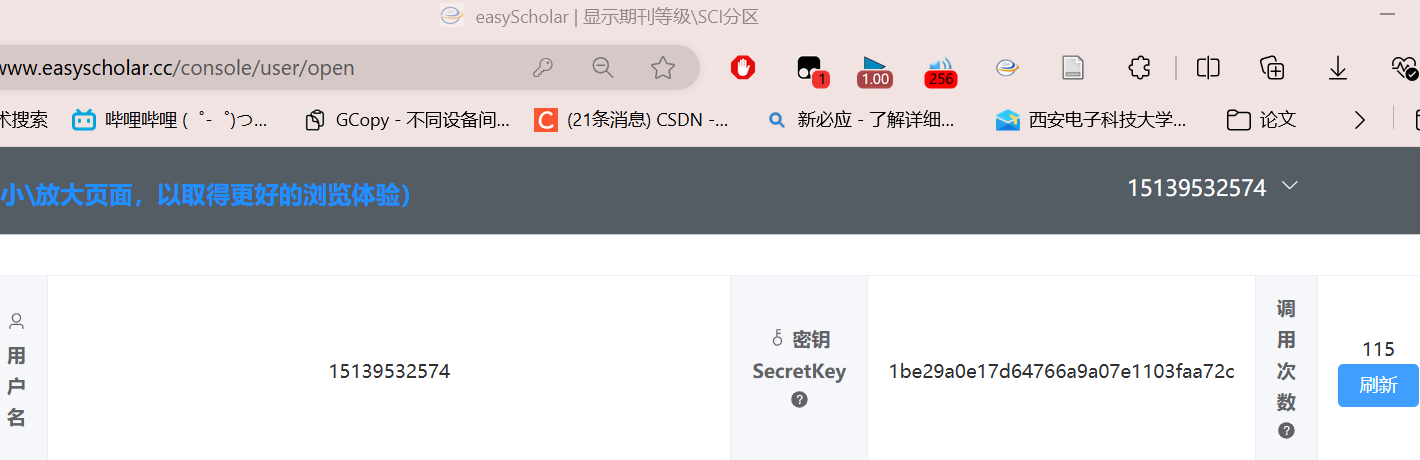 easyScholar | 显示期刊等级\SCI分区
www.easyscholar.cc/console/user/open
1
1.00
256
术搜索
哔哩哔哩 (゜-゜)つ...
GCopy - 不同设备间...
(21条消息) CSDN -...
新必应 - 了解详细...
西安电子科技大学...
论文
小\放大页面，以取得更好的浏览体验)
15139532574
用户名
15139532574
密钥
SecretKey
1be29a0e17d64766a9a07e1103faa72c
调用次数
115
刷新